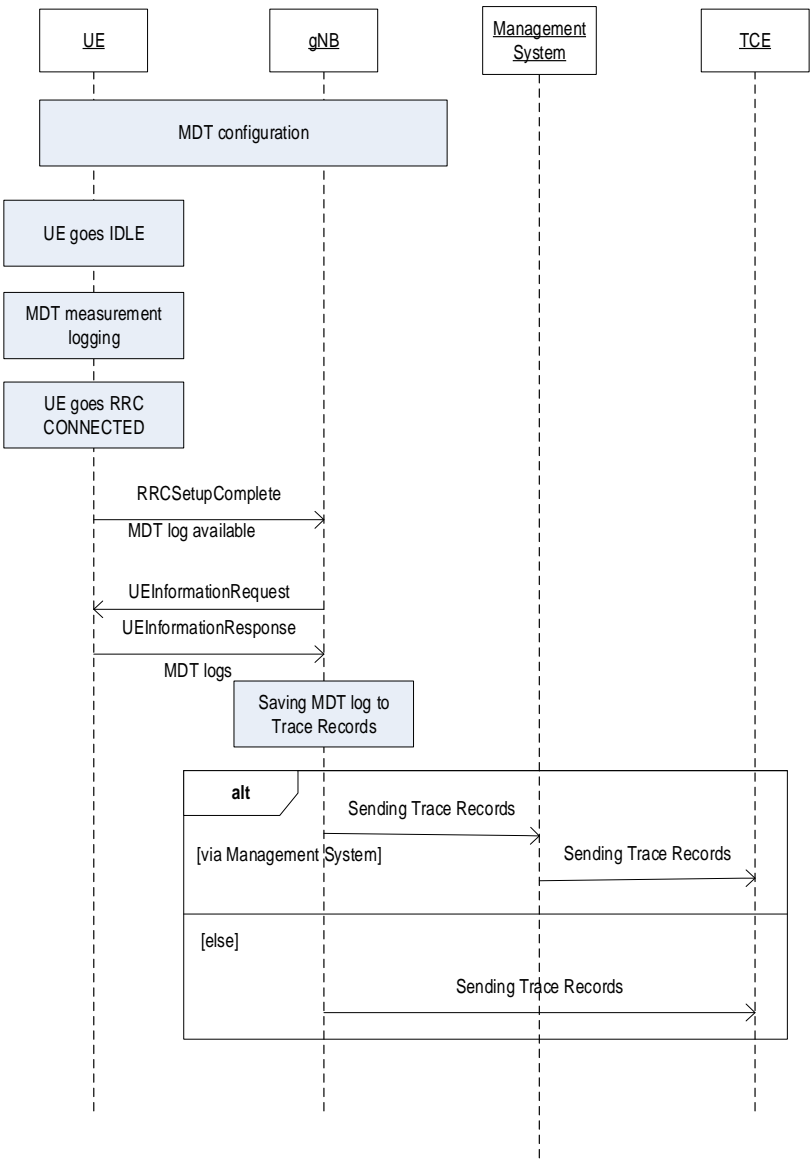 UE
gNB
Management
System
TCE
MDT configuration
UE goes IDLE
MDT measurement
logging
UE goes RRC
CONNECTED
RRCSetupComplete
MDT log available
UEInformationRequest
UEInformationResponse
MDT logs
Saving MDT log to
Trace Records
alt
Sending Trace Records
[via Management System]
Sending Trace Records
[else]
Sending Trace Records